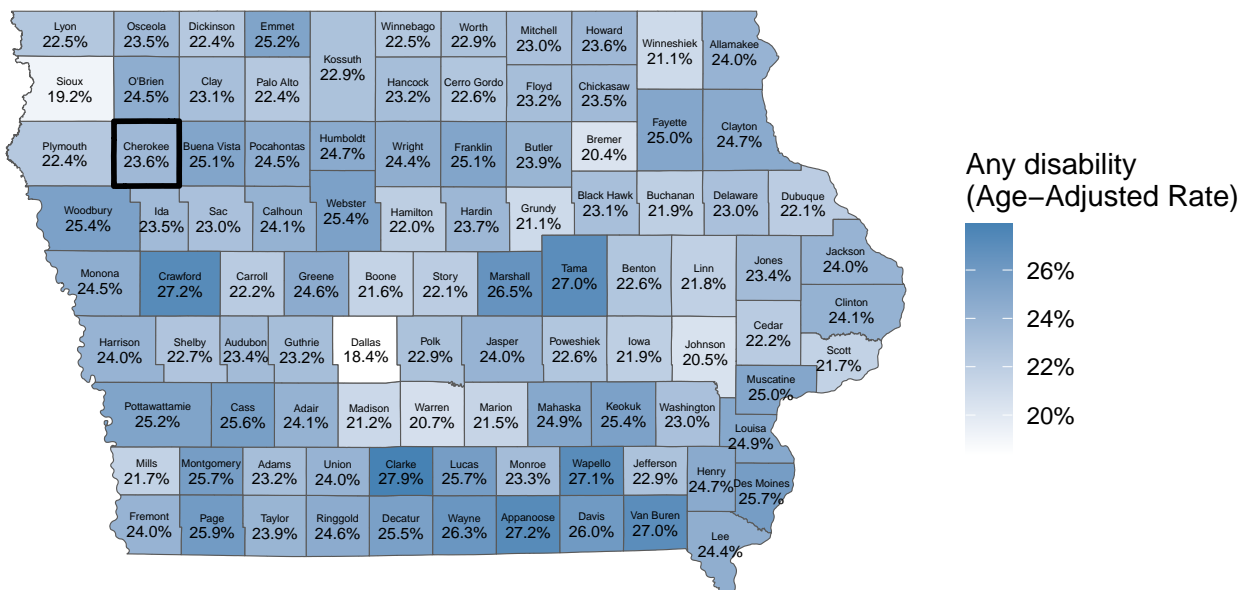 Lyon
22.5%
Osceola
23.5%
Dickinson
22.4%
Emmet
25.2%
Kossuth
22.9%
Winnebago
22.5%
Worth
22.9%
Mitchell
23.0%
Howard
23.6%
Winneshiek
21.1%
Allamakee
24.0%
Sioux
19.2%
O'Brien
24.5%
Clay
23.1%
Palo Alto
22.4%
Hancock
23.2%
Cerro Gordo
22.6%
Floyd
23.2%
Chickasaw
23.5%
Fayette
25.0%
Clayton
24.7%
Plymouth
22.4%
Cherokee
23.6%
Buena Vista
25.1%
Pocahontas
24.5%
Humboldt
24.7%
Wright
24.4%
Franklin
25.1%
Butler
23.9%
Bremer
20.4%
Woodbury
25.4%
Ida
23.5%
Sac
23.0%
Calhoun
24.1%
Webster
25.4%
Hamilton
22.0%
Hardin
23.7%
Grundy
21.1%
Black Hawk
23.1%
Buchanan
21.9%
Delaware
23.0%
Dubuque
22.1%
Monona
24.5%
Crawford
27.2%
Carroll
22.2%
Greene
24.6%
Boone
21.6%
Story
22.1%
Marshall
26.5%
Tama
27.0%
Benton
22.6%
Linn
21.8%
Jones
23.4%
Jackson
24.0%
Clinton
24.1%
Harrison
24.0%
Shelby
22.7%
Audubon
23.4%
Guthrie
23.2%
Dallas
18.4%
Polk
22.9%
Jasper
24.0%
Poweshiek
22.6%
Iowa
21.9%
Johnson
20.5%
Cedar
22.2%
Scott
21.7%
Muscatine
25.0%
Pottawattamie
25.2%
Cass
25.6%
Adair
24.1%
Madison
21.2%
Warren
20.7%
Marion
21.5%
Mahaska
24.9%
Keokuk
25.4%
Washington
23.0%
Louisa
24.9%
Mills
21.7%
Montgomery
25.7%
Adams
23.2%
Union
24.0%
Clarke
27.9%
Lucas
25.7%
Monroe
23.3%
Wapello
27.1%
Jefferson
22.9%
Henry
24.7%
Des Moines
25.7%
Fremont
24.0%
Page
25.9%
Taylor
23.9%
Ringgold
24.6%
Decatur
25.5%
Wayne
26.3%
Appanoose
27.2%
Davis
26.0%
Van Buren
27.0%
Lee
24.4%
Any disability
(Age−Adjusted Rate)
26%
24%
22%
20%